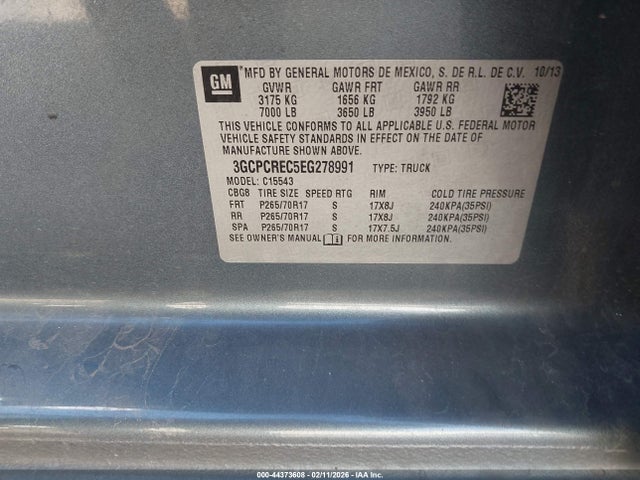 GM *MFD BY GENERAL MOTORS DE MEXICO, S. DE R.L. DE C.V. 10/13
GVWR GAWR FRT GAWR RR
3175 KG 1656 KG 1792 KG
7000 LB 3650 LB 3950 LB
THIS VEHICLE CONFORMS TO ALL APPLICABLE U.S. FEDERAL MOTOR
VEHICLE SAFETY STANDARDS IN EFFECT ON THE DATE OF
MANUFACTURE SHOWN ABOVE.
3GCPCREC5EG278991 TYPE: TRUCK
MODEL: C15543
CBG8 TIRE SIZE SPEED RTG RIM COLD TIRE PRESSURE
FRT P265/70R17 S 17X8J 240KPA(35PSI)
RR P265/70R17 S 17X8J 240KPA(35PSI)
SPA P265/70R17 S 17X7.5J 240KPA(35PSI)
SEE OWNER'S MANUAL FOR MORE INFORMATION.
000-44373608 - 02/11/2026 - IAA Inc.